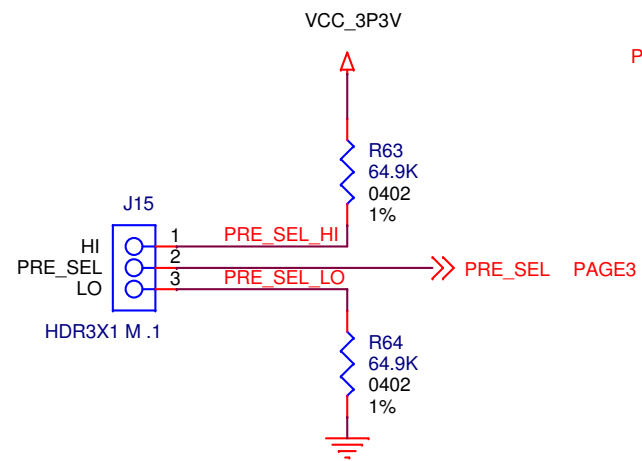 VCC_3P3V
P
R63
64.9K
0402
1%
J15
HI 1 PRE_SEL_HI
PRE_SEL 2 PRE_SEL PAGE3
LO 3 PRE_SEL_LO
HDR3X1 M .1
R64
64.9K
0402
1%